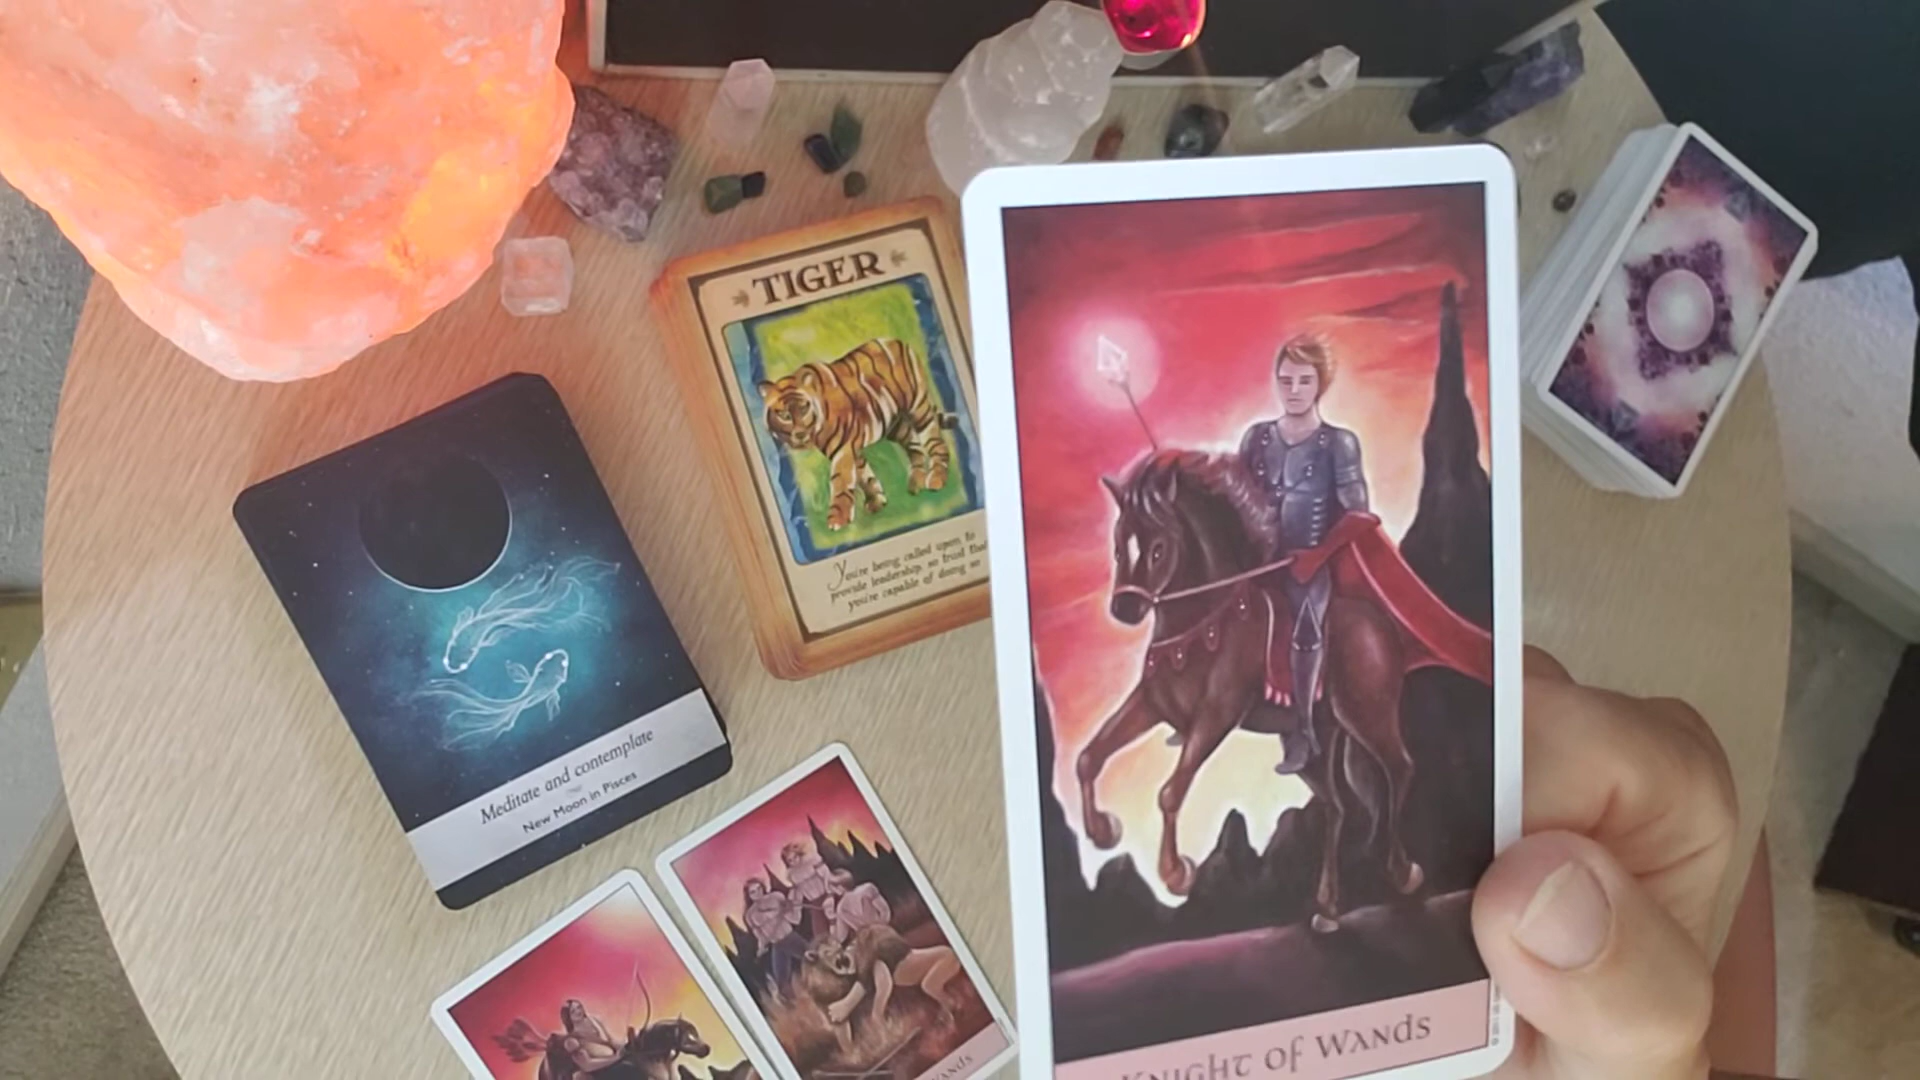 TIGER
You're being called upon to
provide leadership, so trust that
you're capable of doing so
Meditate and contemplate
New Moon in Pisces
Wands
Knight of Wands